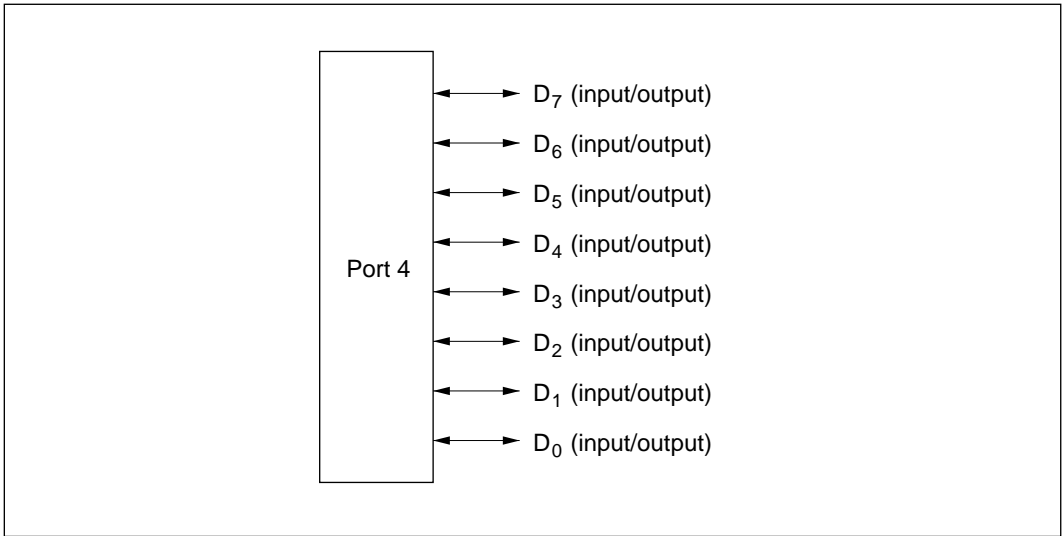 D7 (input/output)
D6 (input/output)
D5 (input/output)
D4 (input/output)
Port 4
D3 (input/output)
D2 (input/output)
D1 (input/output)
D0 (input/output)